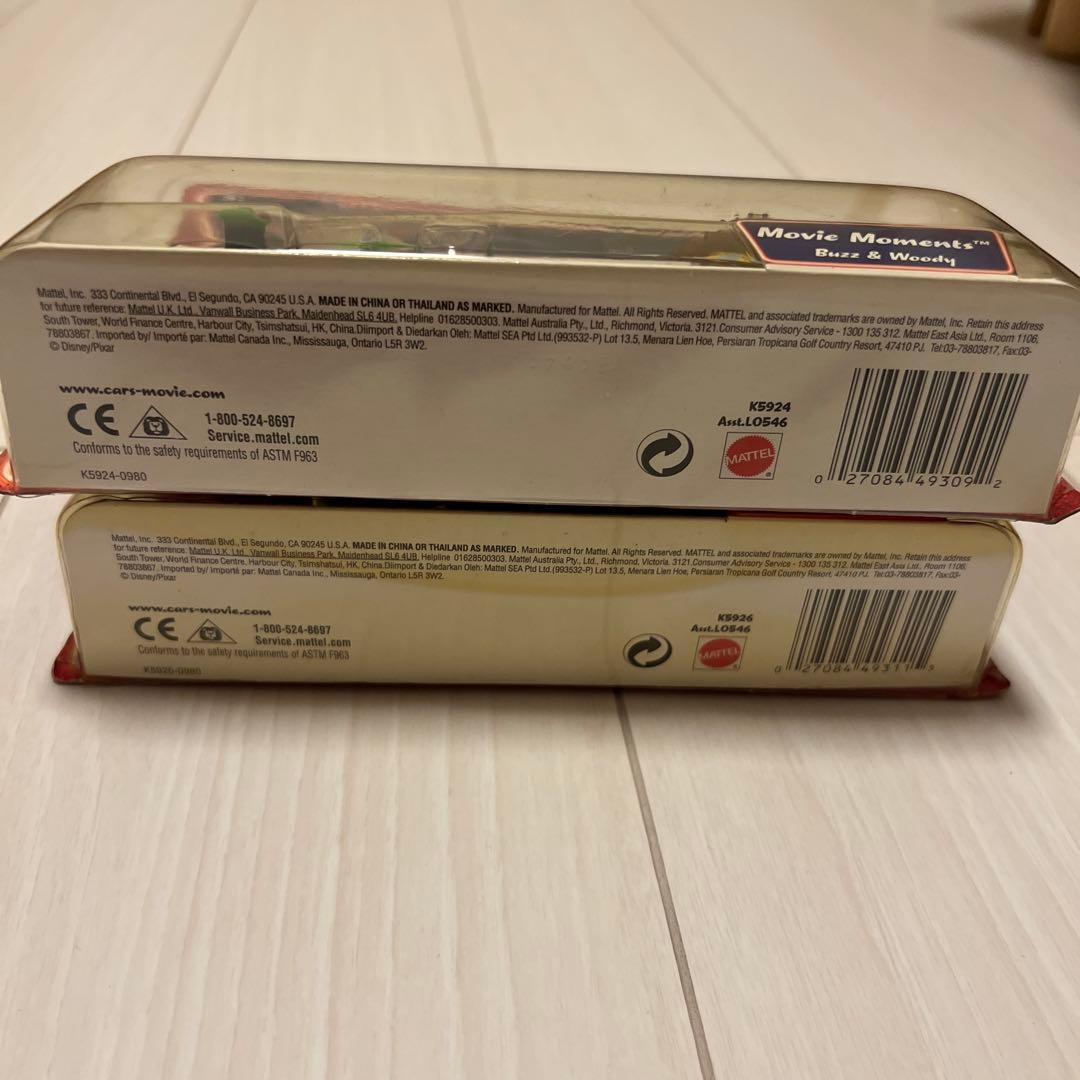 Movie Moments™
Buzz & Woody
Mattel, Inc. 333 Continental Blvd., El Segundo, CA 90245 U.S.A. MADE IN CHINA OR THAILAND AS MARKED. Manufactured for Mattel. All Rights Reserved. MATTEL and associated trademarks are owned by Mattel, Inc. Retain this address
for future reference: Mattel U.K. Ltd., Vanwall Business Park, Maidenhead SL6 4UB. Helpline 01628500303. Mattel Australia Pty., Ltd., Richmond, Victoria. 3121.Consumer Advisory Service - 1300 135 312. Mattel East Asia Ltd., Room 1106,
South Tower, World Finance Centre, Harbour City, Tsimshatsui, HK, China.Diimport & Diedarkan Oleh: Mattel SEA Ptd Ltd.(993532-P) Lot 13.5, Menara Lien Hoe, Persiaran Tropicana Golf Country Resort, 47410 PJ. Tel:03-78803817, Fax:03-
78803867. Imported by/ Importé par: Mattel Canada Inc., Mississauga, Ontario L5R 3W2.
© Disney/Pixar
www.cars-movie.com
CE
1-800-524-8697
Service.mattel.com
Conforms to the safety requirements of ASTM F963
K5924-0980
K5924
Asst.L0546
MATTEL
0 27084 49309 2
Mattel, Inc. 333 Continental Blvd., El Segundo, CA 90245 U.S.A. MADE IN CHINA OR THAILAND AS MARKED. Manufactured for Mattel. All Rights Reserved. MATTEL and associated trademarks are owned by Mattel, Inc. Retain this address
for future reference: Mattel U.K. Ltd., Vanwall Business Park, Maidenhead SL6 4UB. Helpline 01628500303. Mattel Australia Pty., Ltd., Richmond, Victoria. 3121.Consumer Advisory Service - 1300 135 312. Mattel East Asia Ltd., Room 1106,
South Tower, World Finance Centre, Harbour City, Tsimshatsui, HK, China.Diimport & Diedarkan Oleh: Mattel SEA Ptd Ltd.(993532-P) Lot 13.5, Menara Lien Hoe, Persiaran Tropicana Golf Country Resort, 47410 PJ. Tel:03-78803817, Fax:03-
78803867. Imported by/ Importé par: Mattel Canada Inc., Mississauga, Ontario L5R 3W2.
© Disney/Pixar
www.cars-movie.com
CE
1-800-524-8697
Service.mattel.com
Conforms to the safety requirements of ASTM F963
K5926-0980
K5926
Asst.L0546
MATTEL
0 27084 49311 5